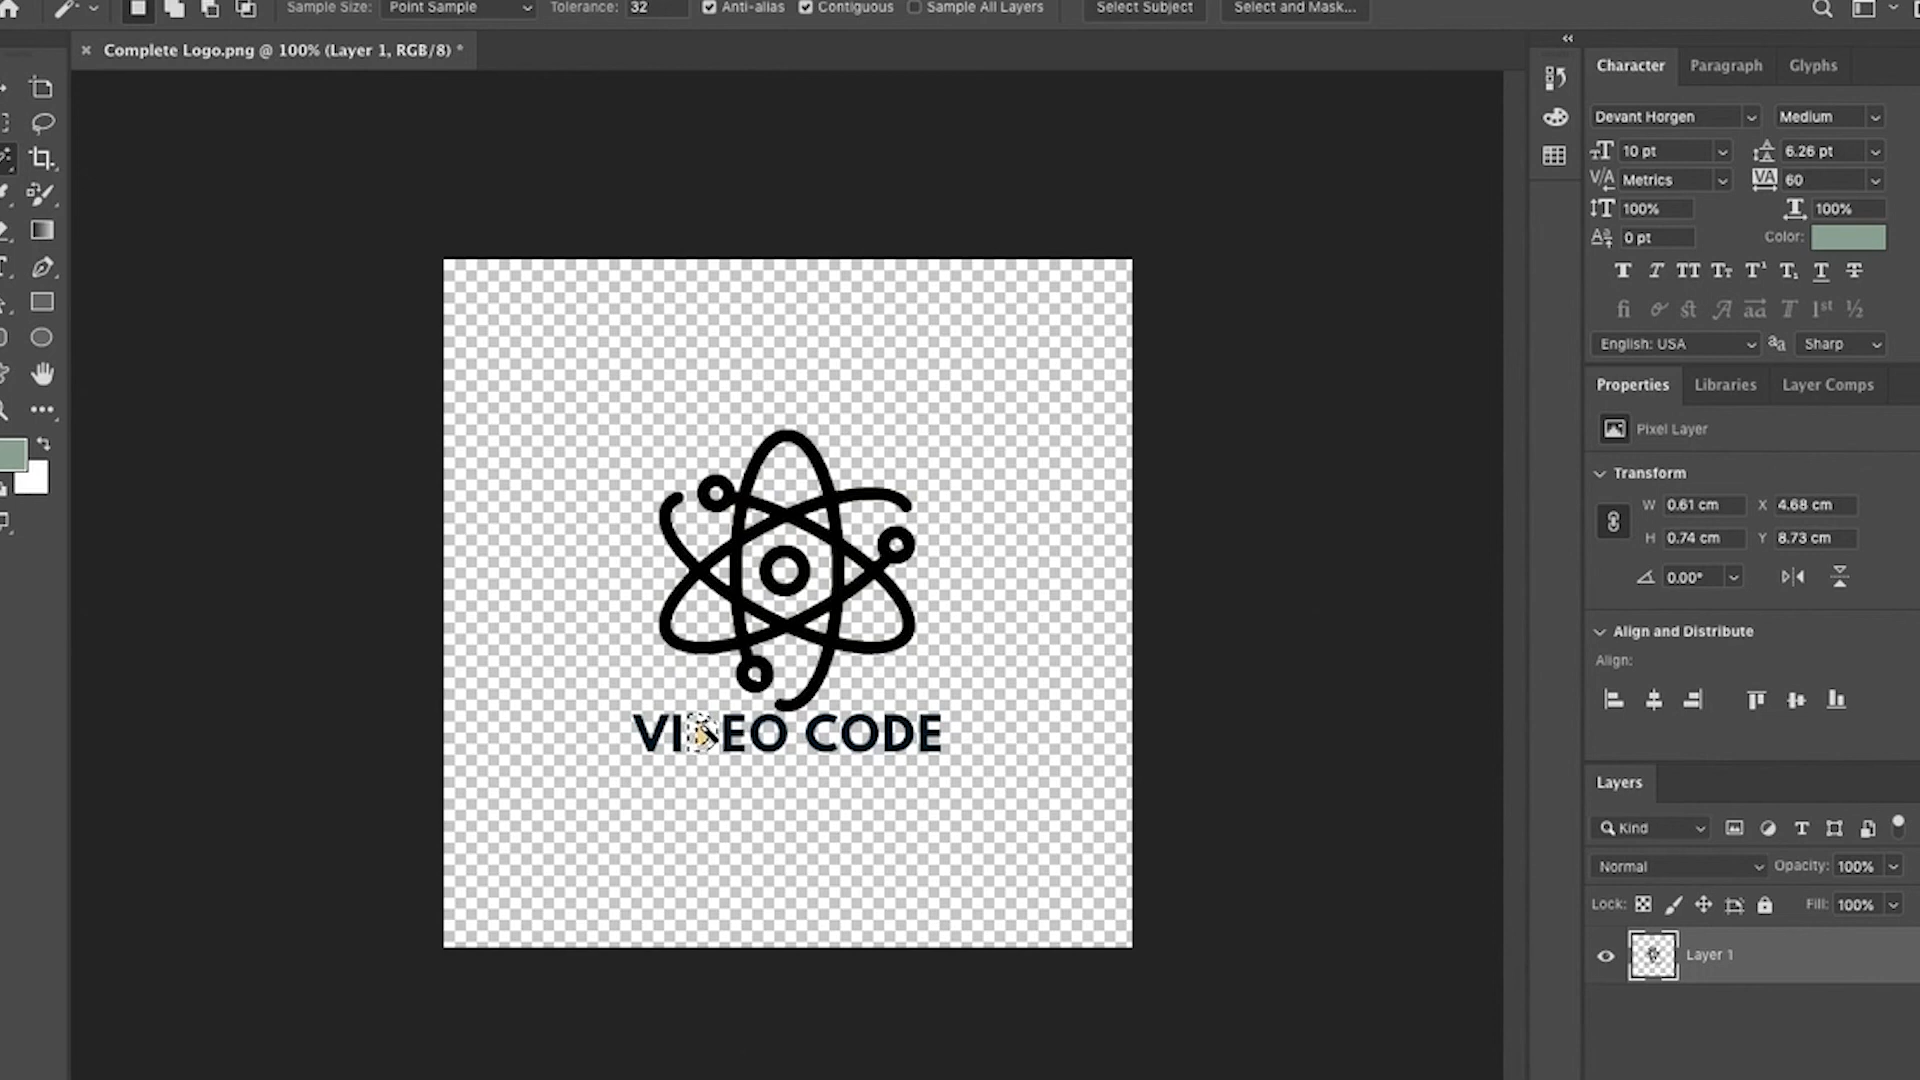 Sample Size: Point Sample Tolerance: 32 Anti-alias Contiguous Sample All Layers Select Subject Select and Mask...
Complete Logo.png @ 100% (Layer 1, RGB/8) *
VI EO CODE
Character Paragraph Glyphs
Devant Horgen Medium
10 pt 6.26 pt
Metrics 60
100% 100%
0 pt Color:
English: USA Sharp
Properties Libraries Layer Comps
Pixel Layer
Transform
W 0.61 cm X 4.68 cm
H 0.74 cm Y 8.73 cm
0.00°
Align and Distribute
Align:
Layers
Kind
Normal Opacity: 100%
Lock: Fill: 100%
Layer 1